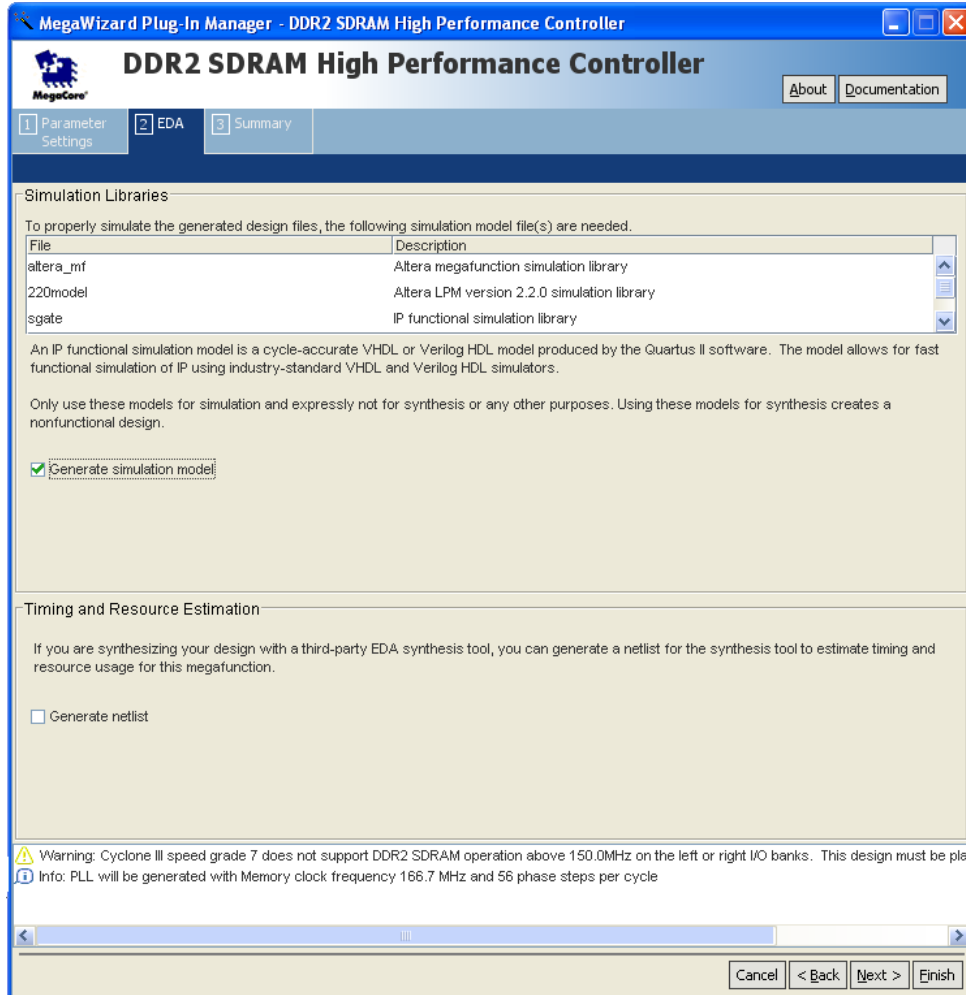 MegaWizard Plug-In Manager - DDR2 SDRAM High Performance Controller
DDR2 SDRAM High Performance Controller
MegaCore®
About
Documentation
1 Parameter Settings
2 EDA
3 Summary
Simulation Libraries
To properly simulate the generated design files, the following simulation model file(s) are needed.
File Description
altera_mf Altera megafunction simulation library
220model Altera LPM version 2.2.0 simulation library
sgate IP functional simulation library
An IP functional simulation model is a cycle-accurate VHDL or Verilog HDL model produced by the Quartus II software. The model allows for fast
functional simulation of IP using industry-standard VHDL and Verilog HDL simulators.
Only use these models for simulation and expressly not for synthesis or any other purposes. Using these models for synthesis creates a
nonfunctional design.
Generate simulation model
Timing and Resource Estimation
If you are synthesizing your design with a third-party EDA synthesis tool, you can generate a netlist for the synthesis tool to estimate timing and
resource usage for this megafunction.
Generate netlist
Warning: Cyclone III speed grade 7 does not support DDR2 SDRAM operation above 150.0MHz on the left or right I/O banks. This design must be pla
Info: PLL will be generated with Memory clock frequency 166.7 MHz and 56 phase steps per cycle
Cancel
< Back
Next >
Finish